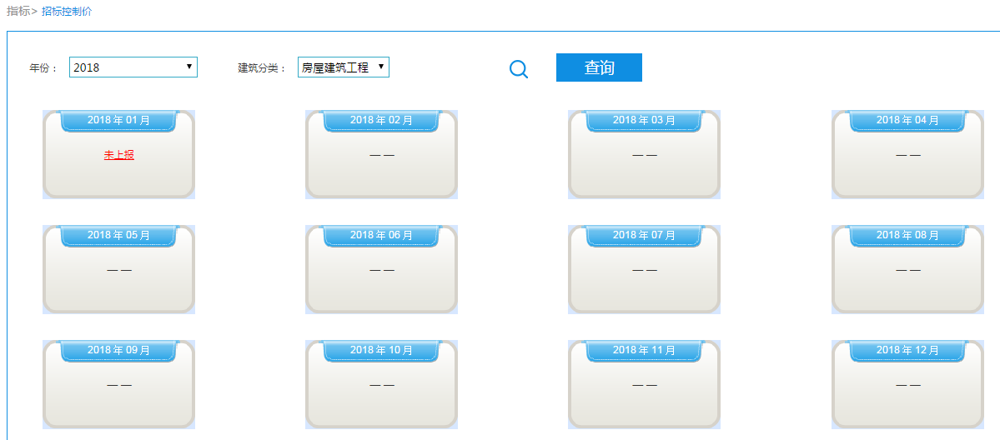 指标> 招标控制价
年份： 2018 建筑分类： 房屋建筑工程 查询
2018 年 01 月 2018 年 02 月 2018 年 03 月 2018 年 04 月
未上报 — — — — — —
2018 年 05 月 2018 年 06 月 2018 年 07 月 2018 年 08 月
— — — — — — — —
2018 年 09 月 2018 年 10 月 2018 年 11 月 2018 年 12 月
— — — — — — — —